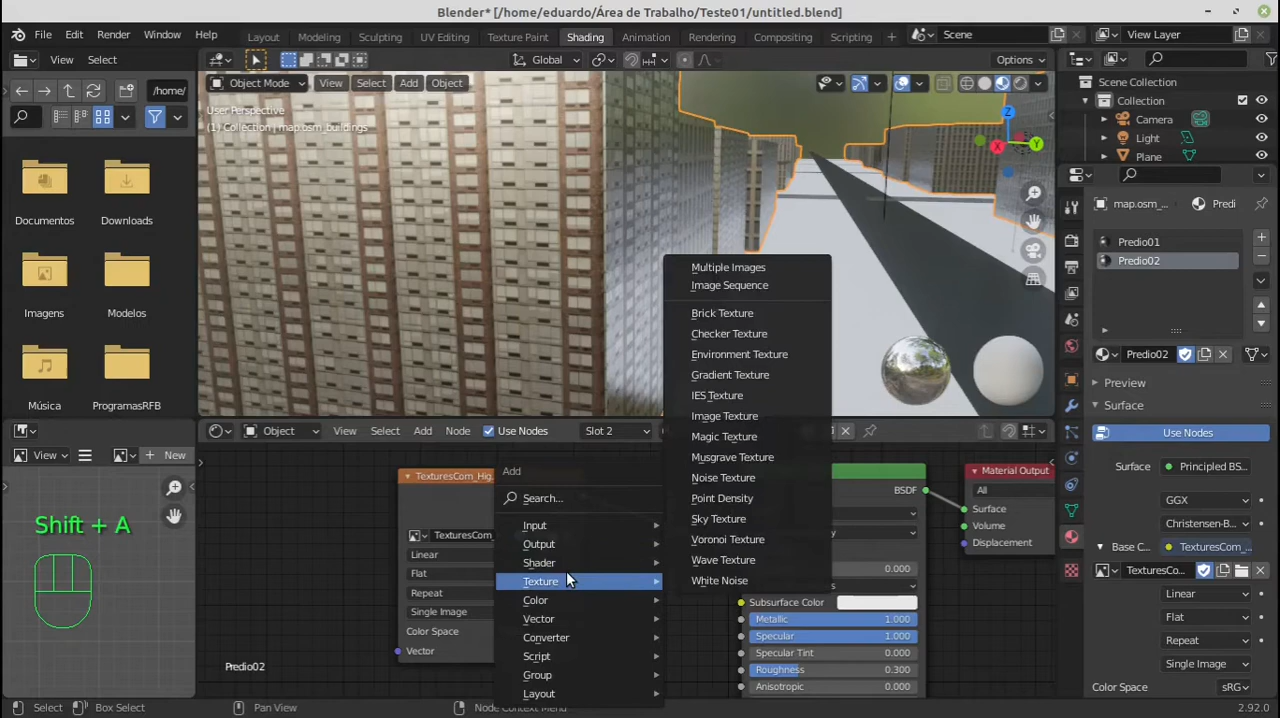 Blender* [/home/eduardo/Área de Trabalho/Teste01/untitled.blend]
File Edit Render Window Help
Layout Modeling Sculpting UV Editing Texture Paint Shading Animation Rendering Compositing Scripting
Scene
View Layer
View Select
Global
Options
/home/
Object Mode View Select Add Object
User Perspective
(1) Collection | map.osm_buildings
X Y Z
Scene Collection
Collection
Camera
Light
Plane
Documentos Downloads
Imagens Modelos
Música ProgramasRFB
map.osm_... Predi
Predio01
Predio02
Predio02
Preview
Surface
Use Nodes
Surface Principled BS...
GGX
Christensen-B...
Base C... TexturesCom_...
TexturesCo...
Linear
Flat
Repeat
Single Image
Color Space sRG
Multiple Images
Image Sequence
Brick Texture
Checker Texture
Environment Texture
Gradient Texture
IES Texture
Image Texture
Magic Texture
Musgrave Texture
Noise Texture
Point Density
Sky Texture
Voronoi Texture
Wave Texture
White Noise
View New
Shift + A
Object View Select Add Node Use Nodes Slot 2
TexturesCom_Hig
TexturesCom_
Linear
Flat
Repeat
Single Image
Color Space
Vector
Predio02
Add
Search...
Input
Output
Shader
Texture
Color
Vector
Converter
Script
Group
Layout
BSDF
0.000
Subsurface Color
Metallic 1.000
Specular 1.000
Specular Tint 0.000
Roughness 0.300
Anisotropic 0.000
Material Output
All
Surface
Volume
Displacement
Select Box Select Pan View Node Context Menu 2.92.0